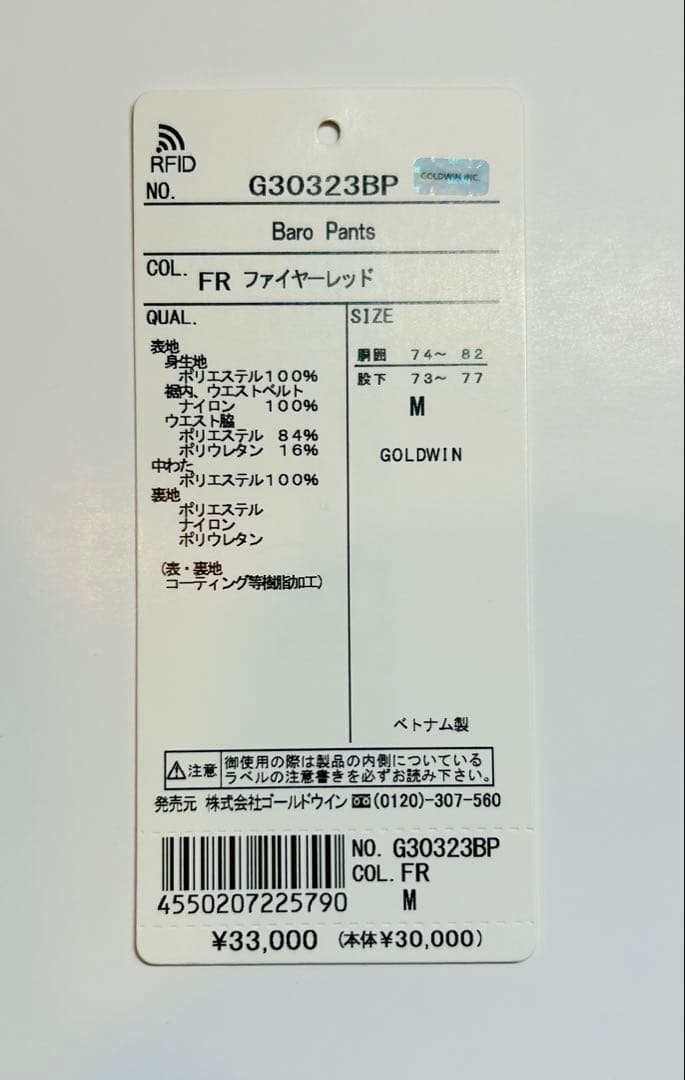 RFID
NO. G30323BP GOLDWIN INC.
Baro Pants
COL. FR ファイヤーレッド
QUAL.
表地
身生地
ポリエステル100%
裾内、ウエストベルト
ナイロン 100%
ウエスト脇
ポリエステル 84%
ポリウレタン 16%
中わた
ポリエステル100%
裏地
ポリエステル
ナイロン
ポリウレタン
(表・裏地
コーティング等樹脂加工)
SIZE
胴囲 74~ 82
股下 73~ 77
M
GOLDWIN
ベトナム製
注意
御使用の際は製品の内側についている
ラベルの注意書きを必ずお読み下さい。
発売元 株式会社ゴールドウイン (0120)-307-560
4550207225790
NO. G30323BP
COL. FR
M
¥33,000 (本体¥30,000)